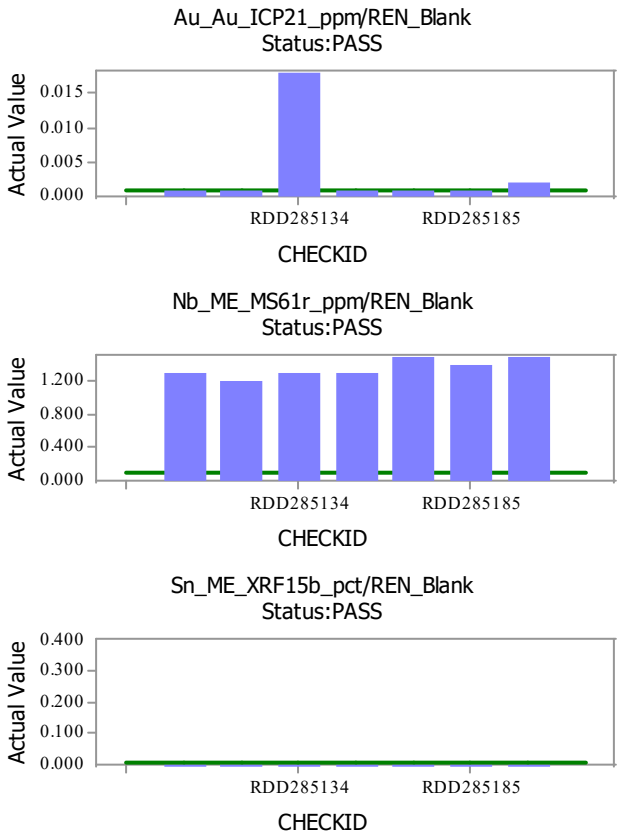 Au_Au_ICP21_ppm/REN_Blank
Status:PASS
Actual Value
0.015
0.010
0.005
0.000
RDD285134 RDD285185
CHECKID
Nb_ME_MS61r_ppm/REN_Blank
Status:PASS
Actual Value
1.200
0.800
0.400
0.000
RDD285134 RDD285185
CHECKID
Sn_ME_XRF15b_pct/REN_Blank
Status:PASS
Actual Value
0.400
0.300
0.200
0.100
0.000
RDD285134 RDD285185
CHECKID